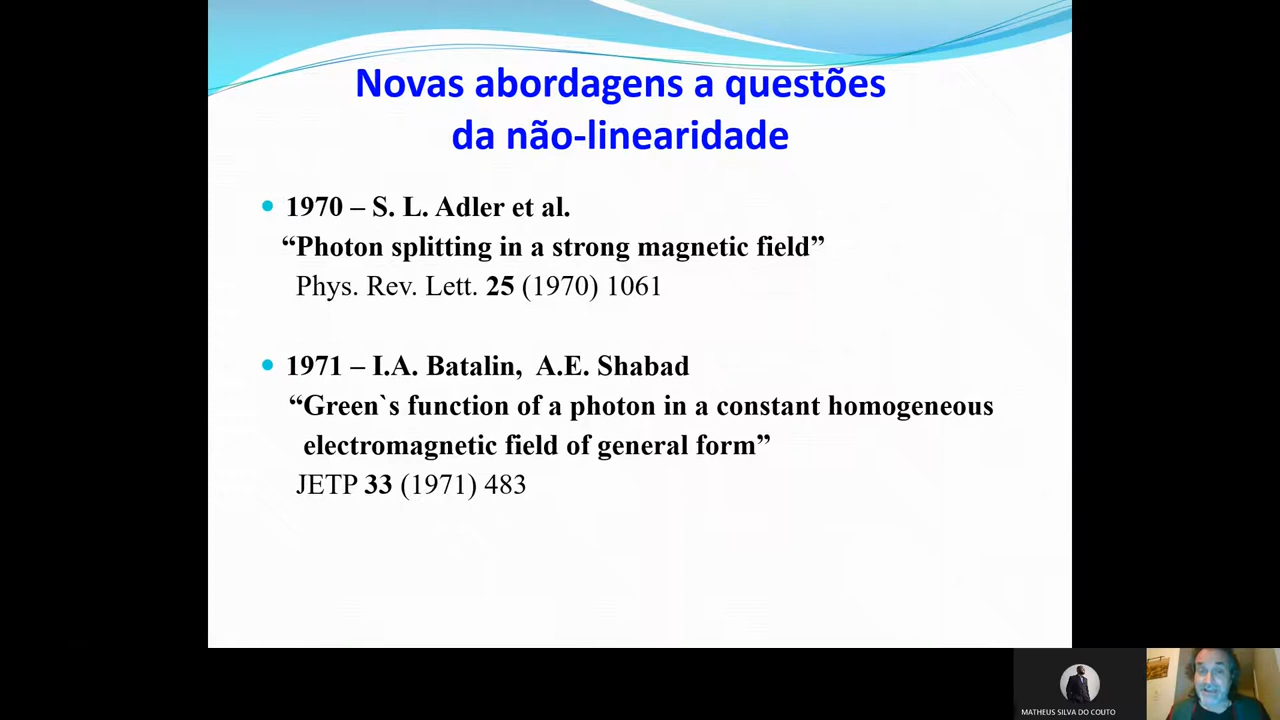 Novas abordagens a questões
da não-linearidade
1970 – S. L. Adler et al.
“Photon splitting in a strong magnetic field”
Phys. Rev. Lett. 25 (1970) 1061
1971 – I.A. Batalin, A.E. Shabad
“Green`s function of a photon in a constant homogeneous
electromagnetic field of general form”
JETP 33 (1971) 483
MATHEUS SILVA DO COUTO